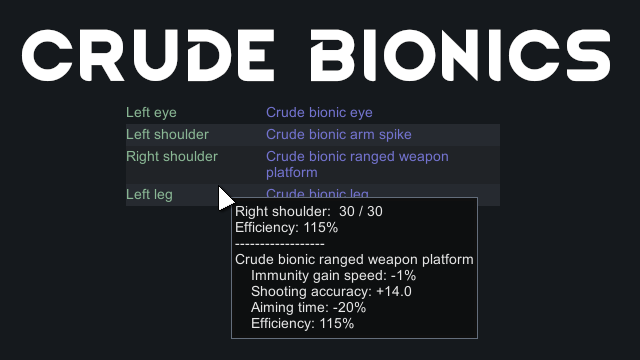 CRUDE BIONICS
Left eye Crude bionic eye
Left shoulder Crude bionic arm spike
Right shoulder Crude bionic ranged weapon
platform
Left leg Crude bionic leg
Right shoulder:  30 / 30
Efficiency: 115%
------------------
Crude bionic ranged weapon platform
Immunity gain speed: -1%
Shooting accuracy: +14.0
Aiming time: -20%
Efficiency: 115%